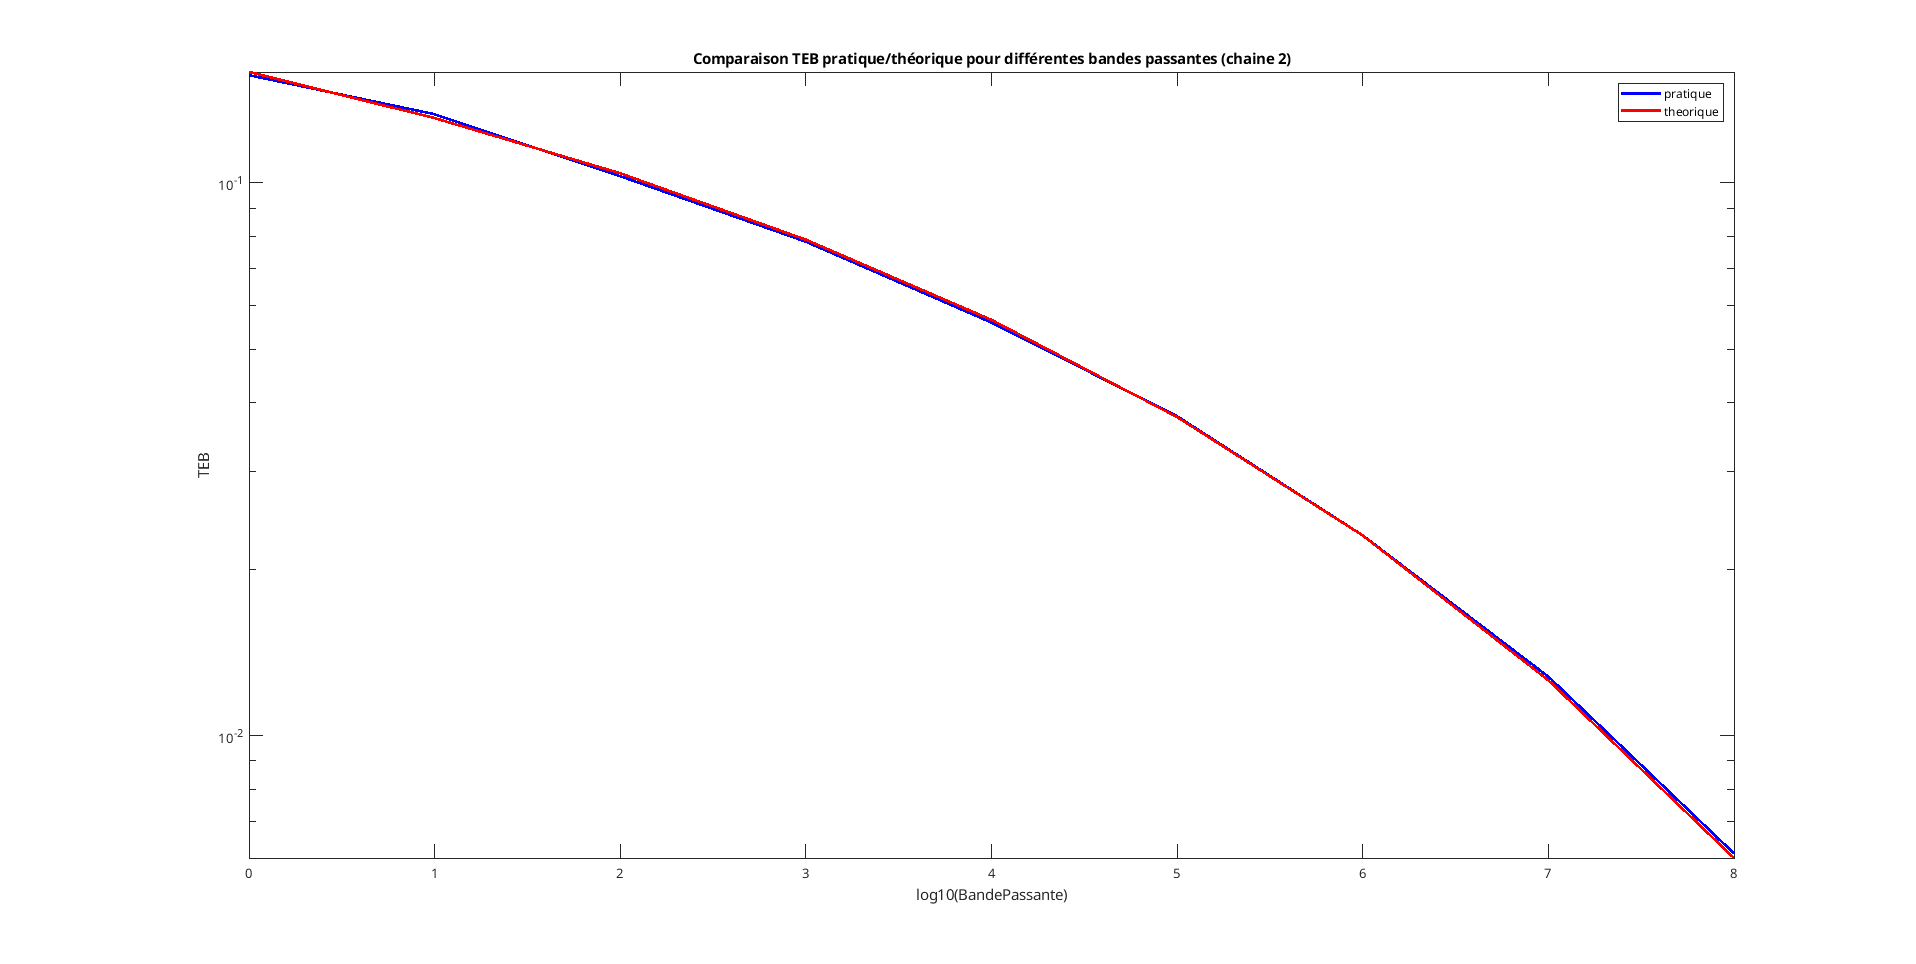 Comparaison TEB pratique/théorique pour différentes bandes passantes (chaine 2)
pratique
theorique
10-1
TEB
10-2
0 1 2 3 4 5 6 7 8
log10(BandePassante)